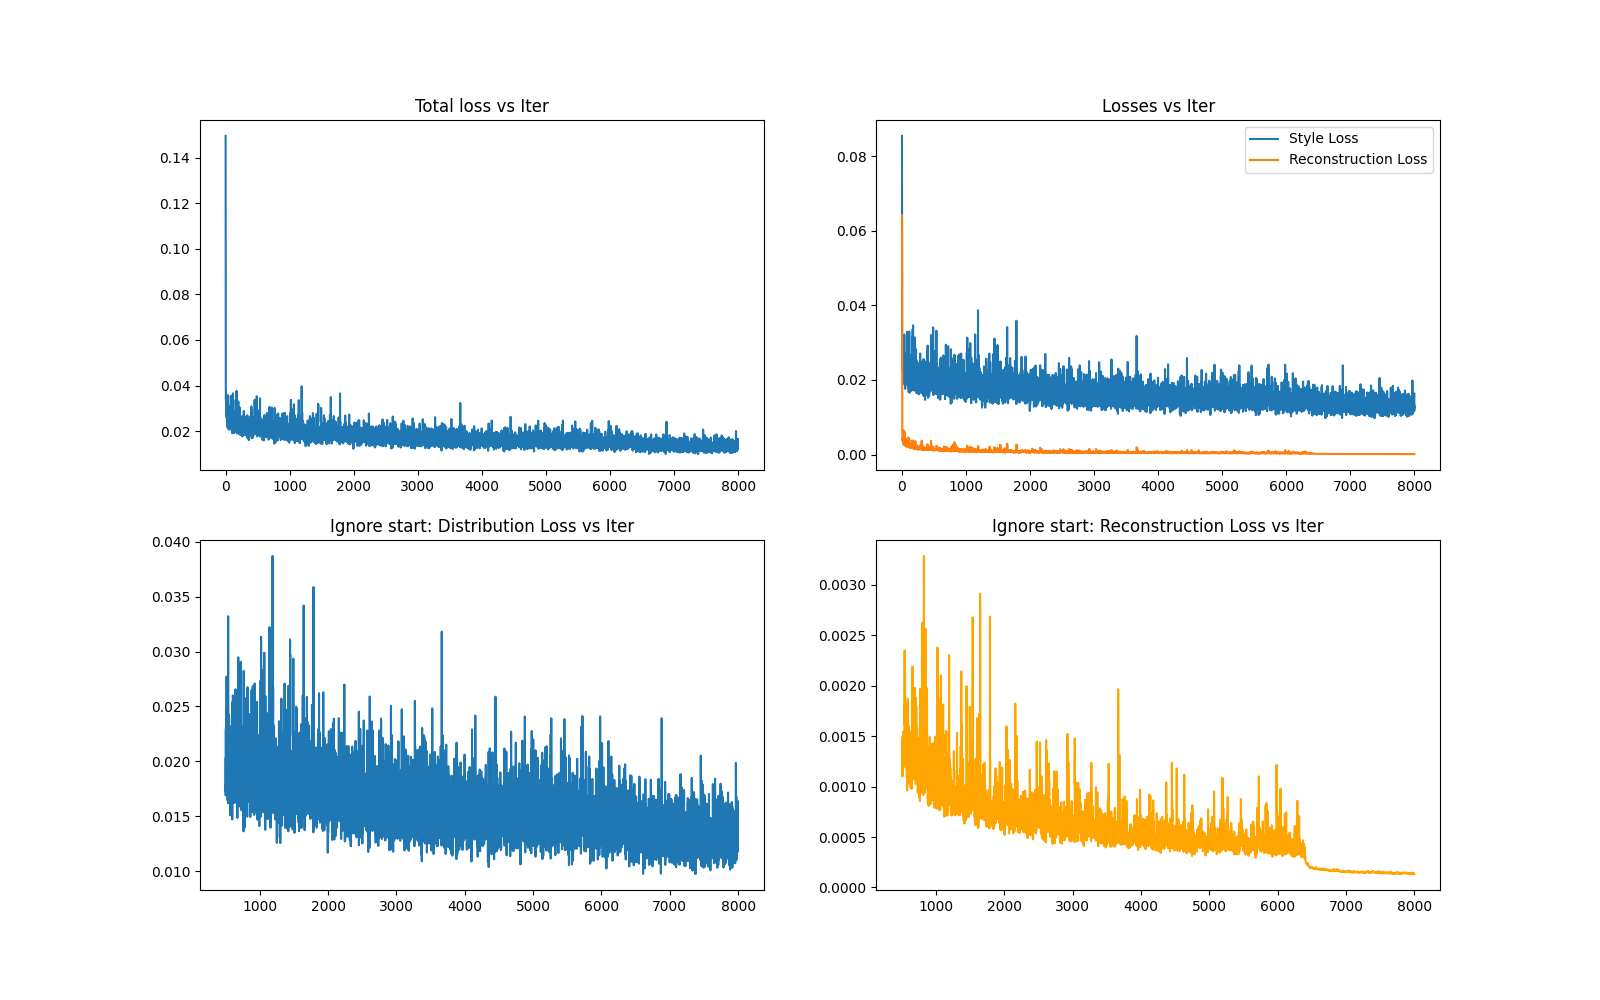 Total loss vs Iter
0.14
0.12
0.10
0.08
0.06
0.04
0.02
0 1000 2000 3000 4000 5000 6000 7000 8000
Losses vs Iter
Style Loss
Reconstruction Loss
0.08
0.06
0.04
0.02
0.00
0 1000 2000 3000 4000 5000 6000 7000 8000
Ignore start: Distribution Loss vs Iter
0.040
0.035
0.030
0.025
0.020
0.015
0.010
1000 2000 3000 4000 5000 6000 7000 8000
Ignore start: Reconstruction Loss vs Iter
0.0030
0.0025
0.0020
0.0015
0.0010
0.0005
0.0000
1000 2000 3000 4000 5000 6000 7000 8000